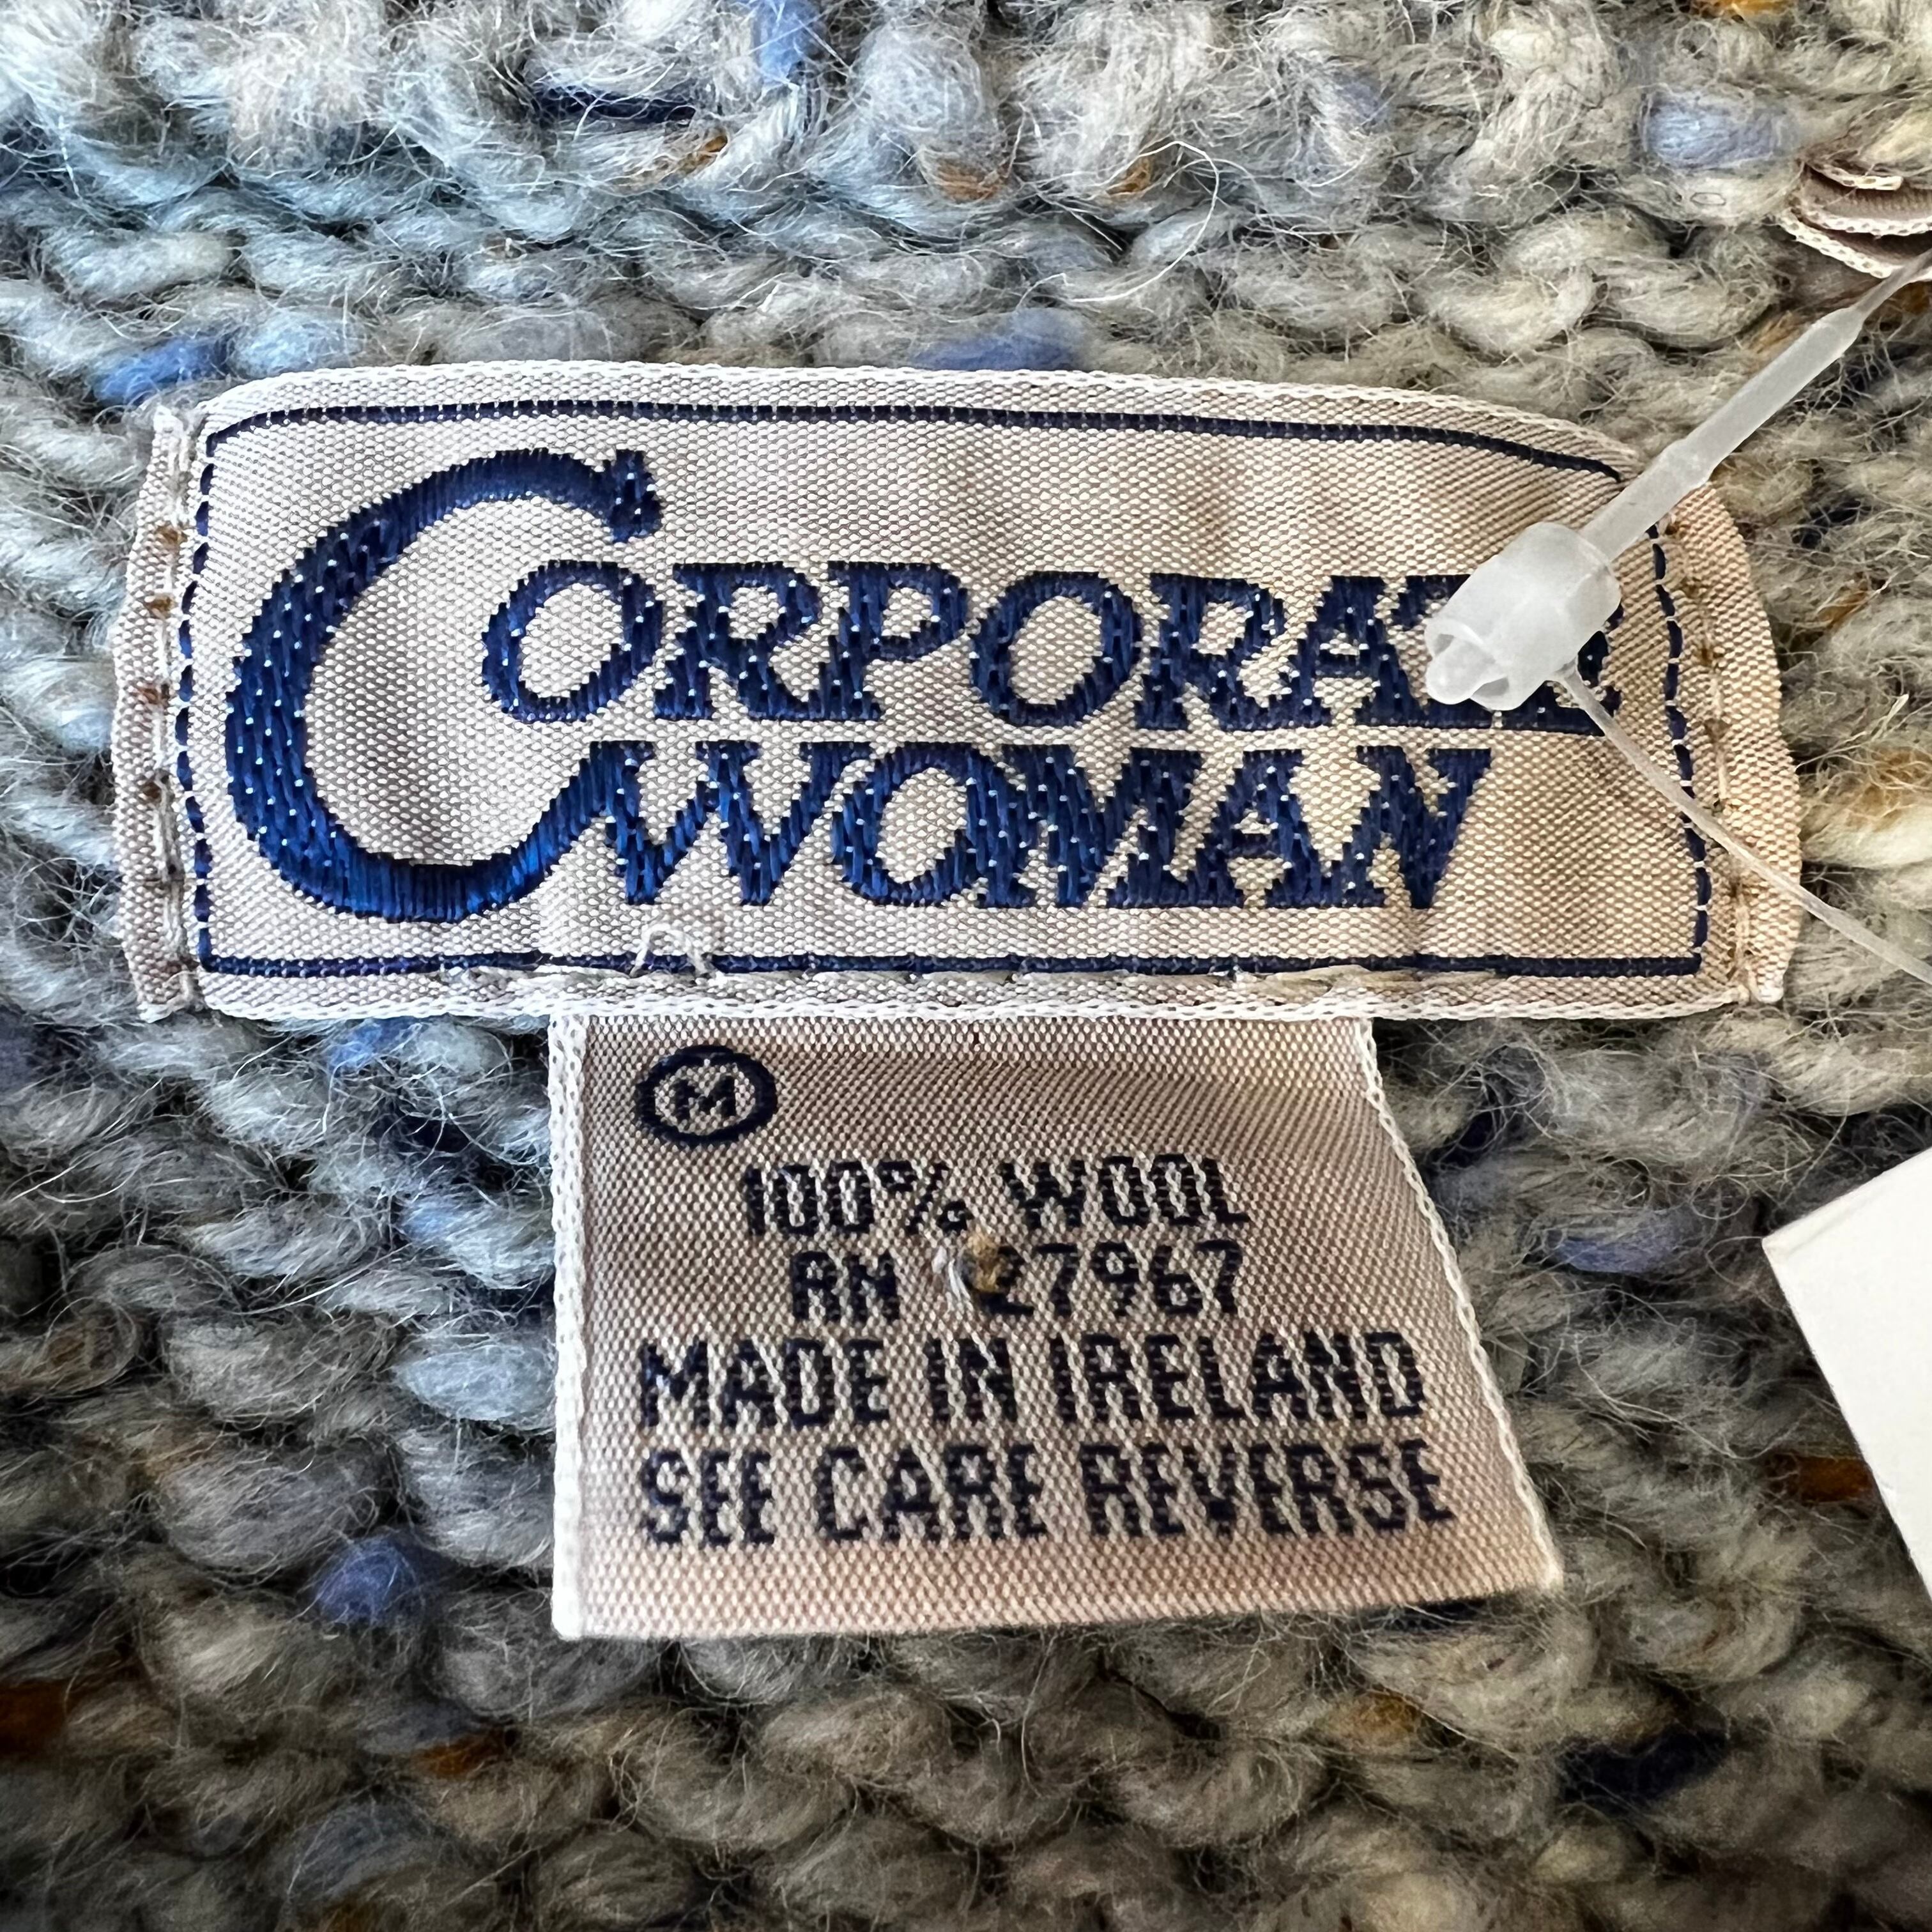 CORPORATE
WOMAN
M
100% WOOL
RN 27967
MADE IN IRELAND
SEE CARE REVERSE